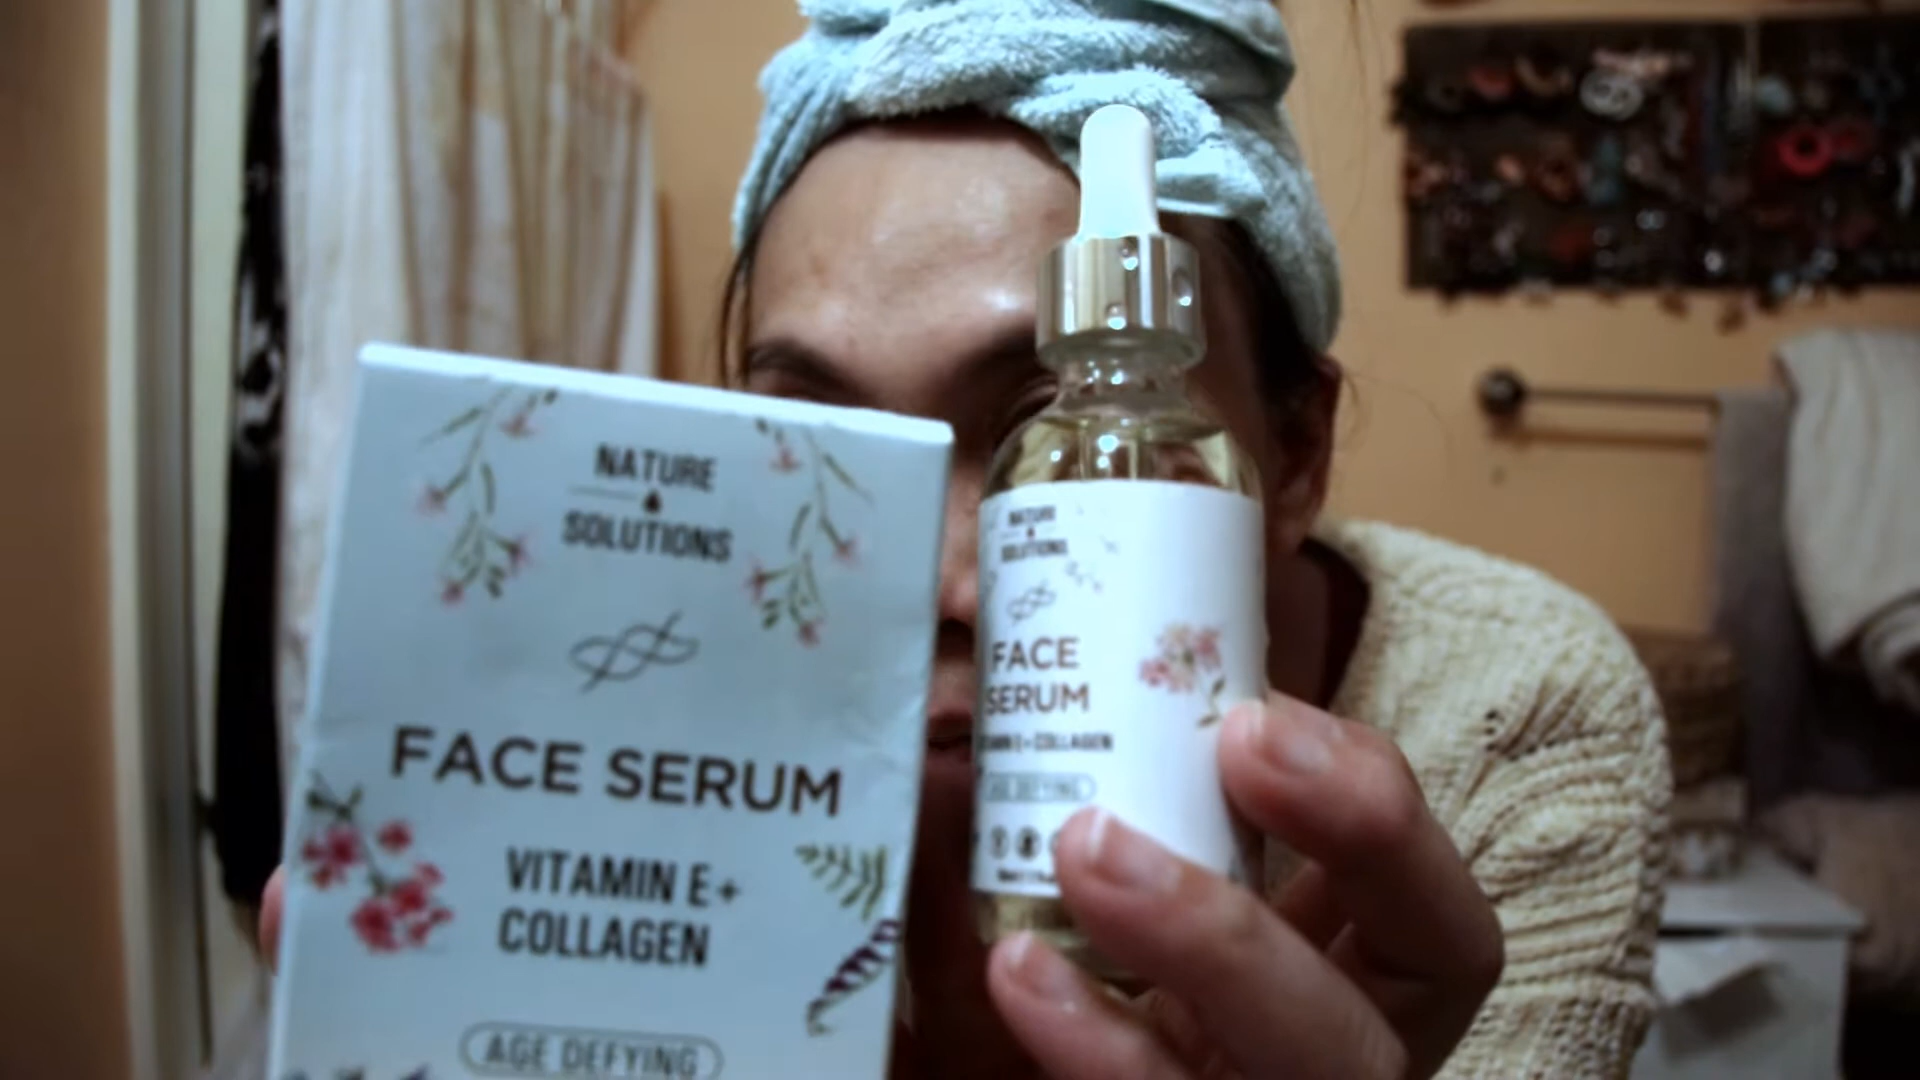 NATURE
SOLUTIONS
FACE SERUM
VITAMIN E+
COLLAGEN
AGE DEFYING
NATURE
SOLUTIONS
FACE
SERUM
E+COLLAGEN
AGE DEFYING